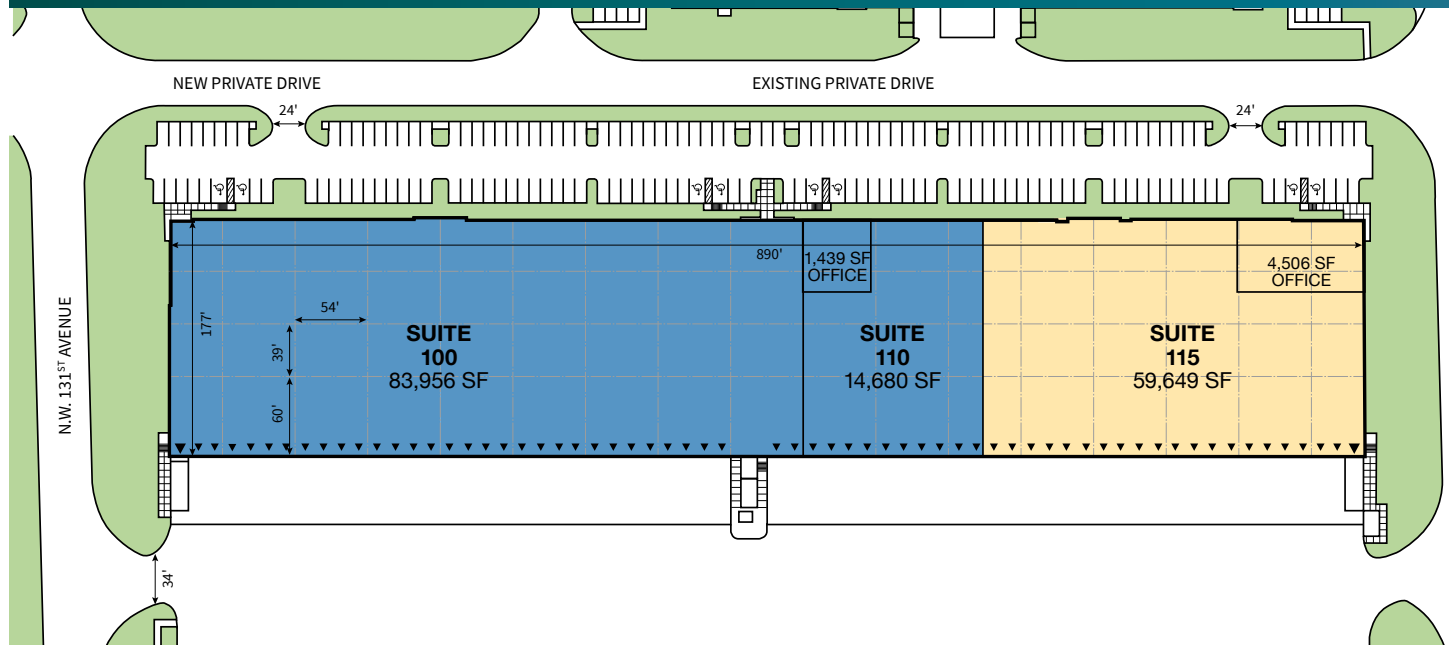 NEW PRIVATE DRIVE
EXISTING PRIVATE DRIVE
24'
24'
890'
1,439 SF
OFFICE
4,506 SF
OFFICE
177'
54'
39'
60'
SUITE
100
83,956 SF
SUITE
110
14,680 SF
SUITE
115
59,649 SF
N.W. 131ST AVENUE
34'